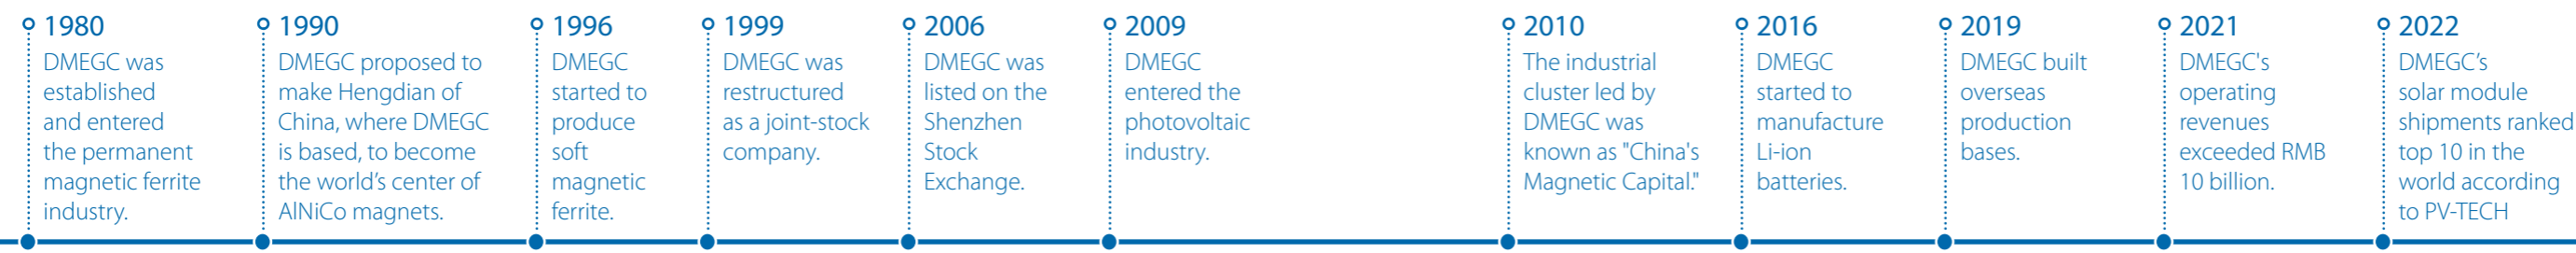 1980
DMEGC was
established
and entered
the permanent
magnetic ferrite
industry.
1990
DMEGC proposed to
make Hengdian of
China, where DMEGC
is based, to become
the world’s center of
AlNiCo magnets.
1996
DMEGC
started to
produce
soft
magnetic
ferrite.
1999
DMEGC was
restructured
as a joint-stock
company.
2006
DMEGC was
listed on the
Shenzhen
Stock
Exchange.
2009
DMEGC
entered the
photovoltaic
industry.
2010
The industrial
cluster led by
DMEGC was
known as "China's
Magnetic Capital."
2016
DMEGC
started to
manufacture
Li-ion
batteries.
2019
DMEGC built
overseas
production
bases.
2021
DMEGC's
operating
revenues
exceeded RMB
10 billion.
2022
DMEGC’s
solar module
shipments ranked
top 10 in the
world according
to PV-TECH